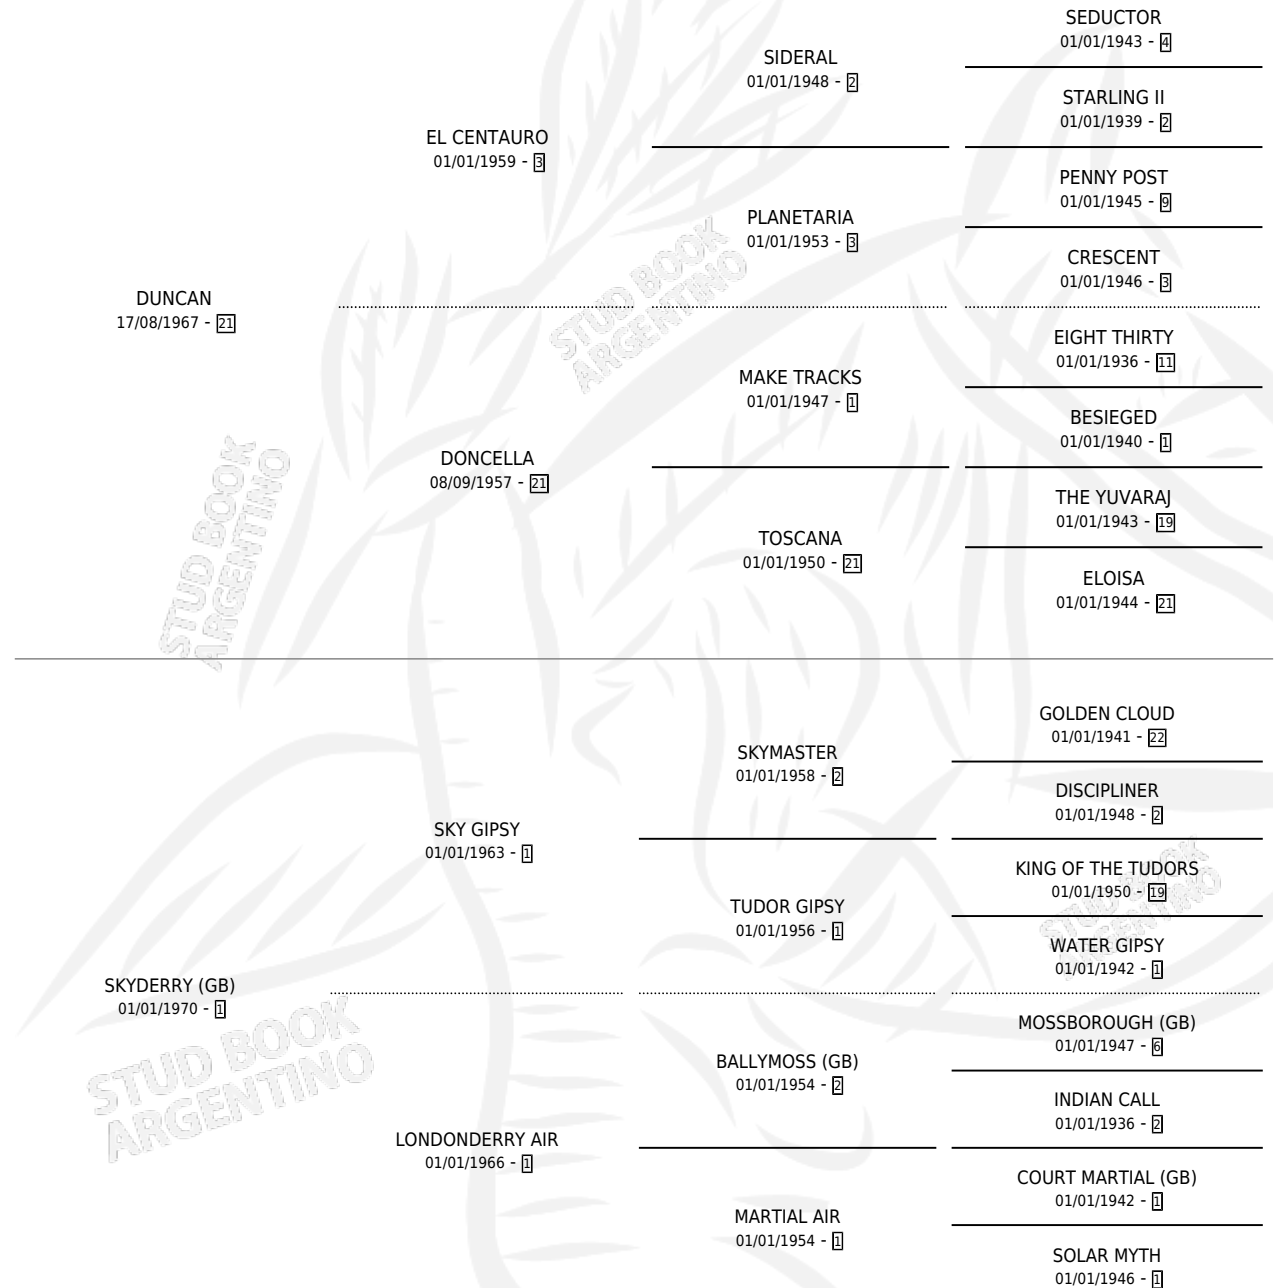 SEDUCTOR
01/01/1943 - 4
SIDERAL
01/01/1948 - 2
STARLING II
01/01/1939 - 2
EL CENTAURO
01/01/1959 - 3
PENNY POST
01/01/1945 - 9
PLANETARIA
01/01/1953 - 3
CRESCENT
01/01/1946 - 3
STUD BOOK
ARGENTINO
DUNCAN
17/08/1967 - 21
EIGHT THIRTY
01/01/1936 - 11
MAKE TRACKS
01/01/1947 - 1
BESIEGED
01/01/1940 - 1
DONCELLA
08/09/1957 - 21
THE YUVARAJ
01/01/1943 - 19
TOSCANA
01/01/1950 - 21
ELOISA
01/01/1944 - 21
STUD BOOK
ARGENTINO
GOLDEN CLOUD
01/01/1941 - 22
SKYMASTER
01/01/1958 - 2
DISCIPLINER
01/01/1948 - 2
SKY GIPSY
01/01/1963 - 1
KING OF THE TUDORS
01/01/1950 - 19
TUDOR GIPSY
01/01/1956 - 1
WATER GIPSY
01/01/1942 - 1
STUD BOOK
ARGENTINO
SKYDERRY (GB)
01/01/1970 - 1
MOSSBOROUGH (GB)
01/01/1947 - 6
BALLYMOSS (GB)
01/01/1954 - 2
INDIAN CALL
01/01/1936 - 2
STUD BOOK
ARGENTINO
LONDONDERRY AIR
01/01/1966 - 1
COURT MARTIAL (GB)
01/01/1942 - 1
MARTIAL AIR
01/01/1954 - 1
SOLAR MYTH
01/01/1946 - 1